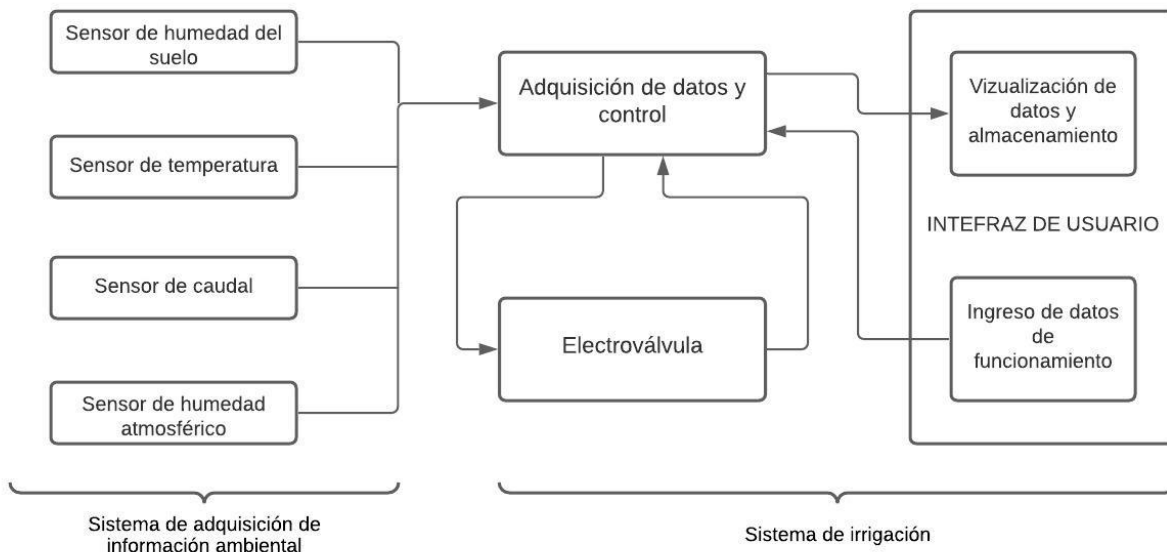 Sensor de humedad del
suelo
Sensor de temperatura
Sensor de caudal
Sensor de humedad
atmosférico
Sistema de adquisición de
información ambiental
Adquisición de datos y
control
Electroválvula
Vizualización de
datos y
almacenamiento
INTEFRAZ DE USUARIO
Ingreso de datos
de
funcionamiento
Sistema de irrigación